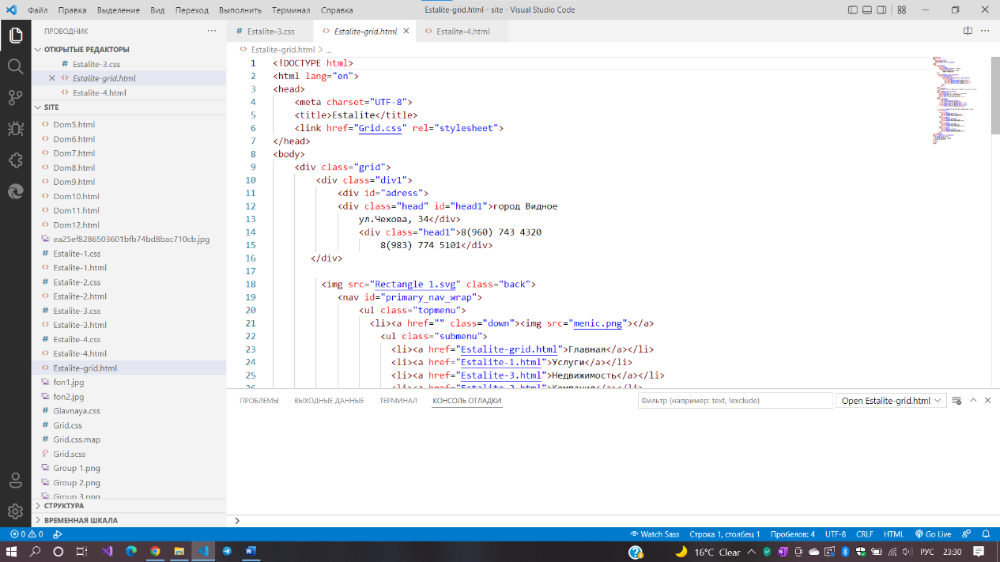 Файл Правка Выделение Вид Переход Выполнить Терминал Справка
Estalite-grid.html - site - Visual Studio Code
ПРОВОДНИК
Estalite-3.css
Estalite-grid.html
Estalite-4.html
ОТКРЫТЫЕ РЕДАКТОРЫ
Estalite-3.css
Estalite-grid.html
Estalite-4.html
SITE
Dom5.html
Dom6.html
Dom7.html
Dom8.html
Dom9.html
Dom10.html
Dom11.html
Dom12.html
ea25ef8286503601bfb74bd8bac710cb.jpg
Estalite-1.css
Estalite-1.html
Estalite-2.css
Estalite-2.html
Estalite-3.css
Estalite-3.html
Estalite-4.css
Estalite-4.html
Estalite-grid.html
fon1.jpg
fon2.jpg
Glavnaya.css
Grid.css
Grid.css.map
Grid.scss
Group 1.png
Group 2.png
Group 3.png
СТРУКТУРА
ВРЕМЕННАЯ ШКАЛА
Estalite-grid.html > ...
1 <!DOCTYPE html>
2 <html lang="en">
3 <head>
4 <meta charset="UTF-8">
5 <title>Estalite</title>
6 <link href="Grid.css" rel="stylesheet">
7 </head>
8 <body>
9 <div class="grid">
10 <div class="div1">
11 <div id="adress">
12 <div class="head" id="head1">город Видное
13 ул.Чехова, 34</div>
14 <div class="head1">8(960) 743 4320
15 8(983) 774 5101</div>
16 </div>
17
18 <img src="Rectangle 1.svg" class="back">
19 <nav id="primary_nav_wrap">
20 <ul class="topmenu">
21 <li><a href="" class="down"><img src="menic.png"></a>
22 <ul class="submenu">
23 <li><a href="Estalite-grid.html">Главная</a></li>
24 <li><a href="Estalite-1.html">Услуги</a></li>
25 <li><a href="Estalite-3.html">Недвижимость</a></li>
26 <li><a href="Estalite-2.html">Компания</a></li>
ПРОБЛЕМЫ ВЫХОДНЫЕ ДАННЫЕ ТЕРМИНАЛ КОНСОЛЬ ОТЛАДКИ
Фильтр (например: text, !exclude)
Open Estalite-grid.html
0 0
Watch Sass Строка 1, столбец 1 Пробелов: 4 UTF-8 CRLF HTML Go Live
16°C Clear РУС 23:30